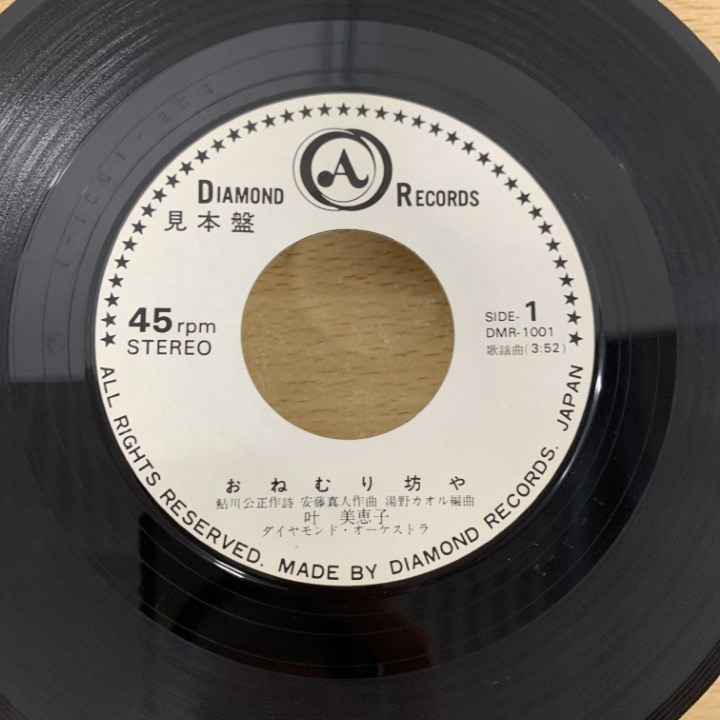 A
DIAMOND RECORDS
見本盤
45 rpm
STEREO
SIDE-1
DMR-1001
歌謡曲(3:52)
おねむり坊や
鮎川公正作詩 安藤真人作曲 湯野カオル編曲
叶 美恵子
ダイヤモンド・オーケストラ
ALL RIGHTS RESERVED. MADE BY DIAMOND RECORDS. JAPAN